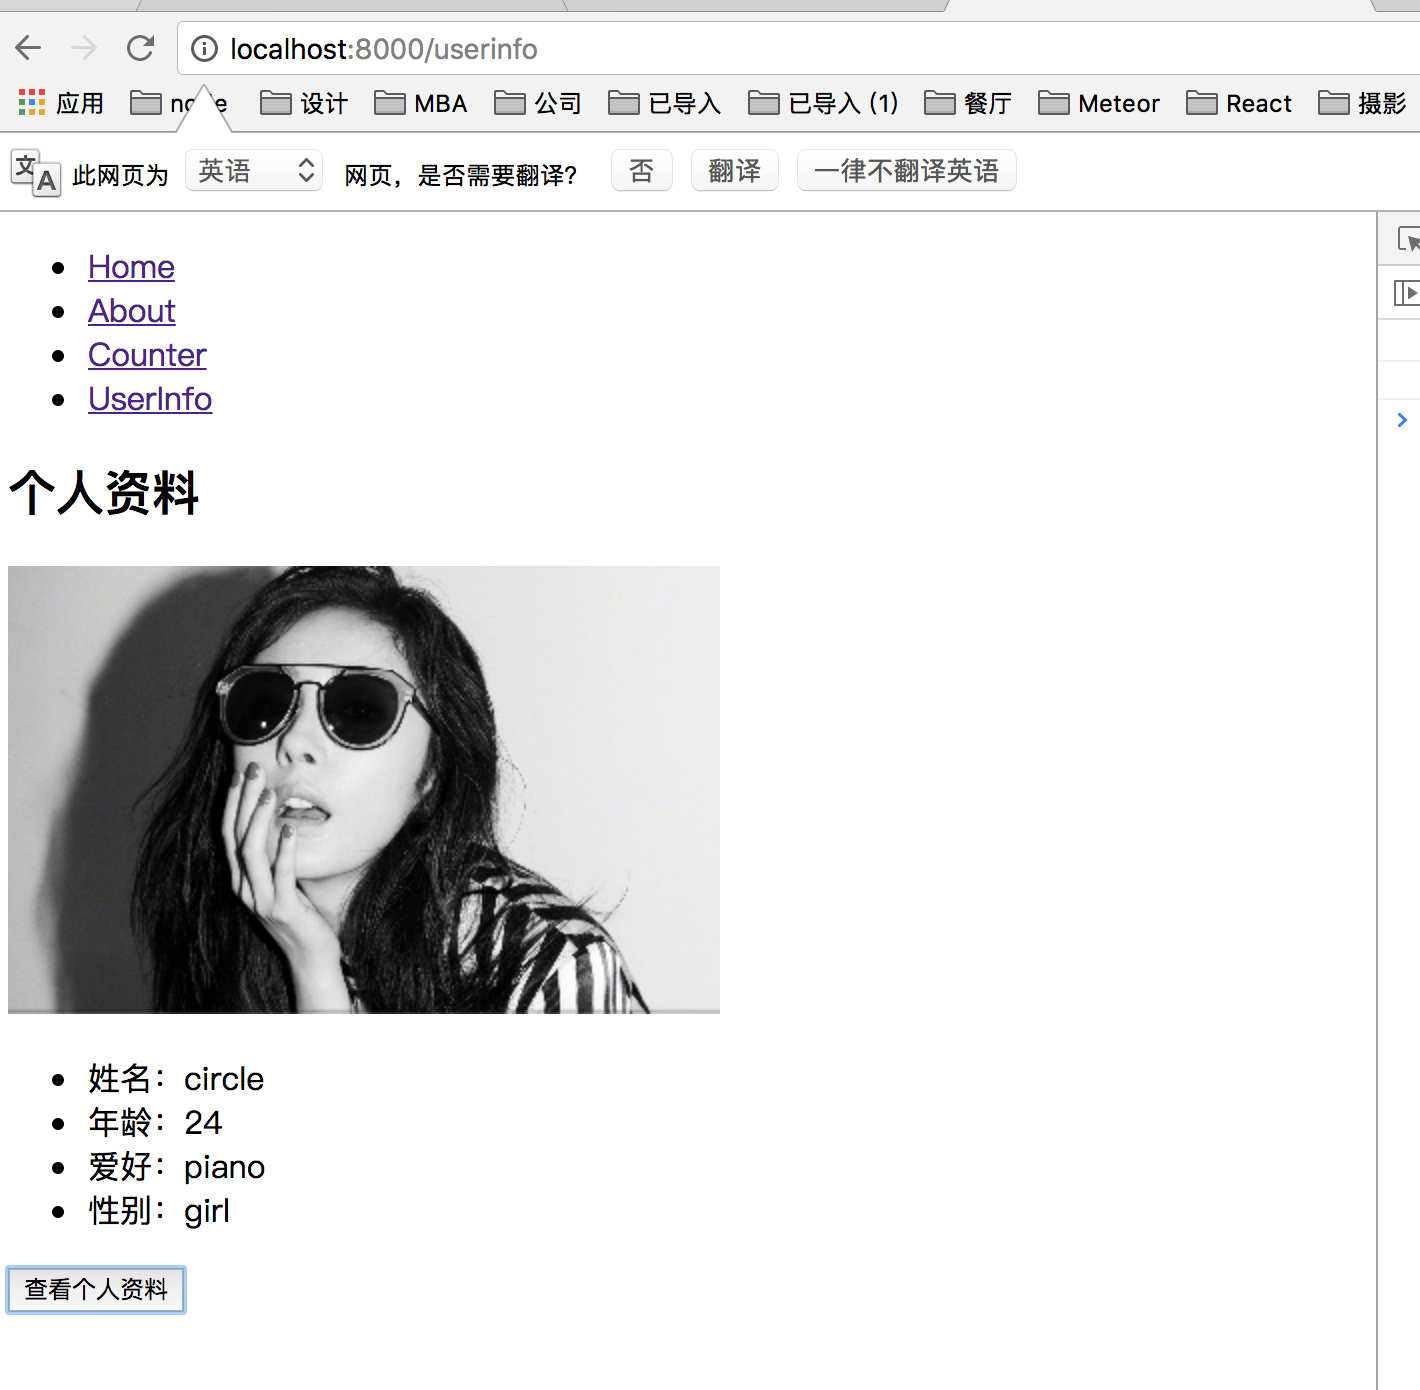 localhost:8000/userinfo
应用 设计 MBA 公司 已导入 已导入 (1) 餐厅 Meteor React 摄影
此网页为 英语 网页，是否需要翻译？ 否 翻译 一律不翻译英语
Home
About
Counter
UserInfo
个人资料
姓名：circle
年龄：24
爱好：piano
性别：girl
查看个人资料